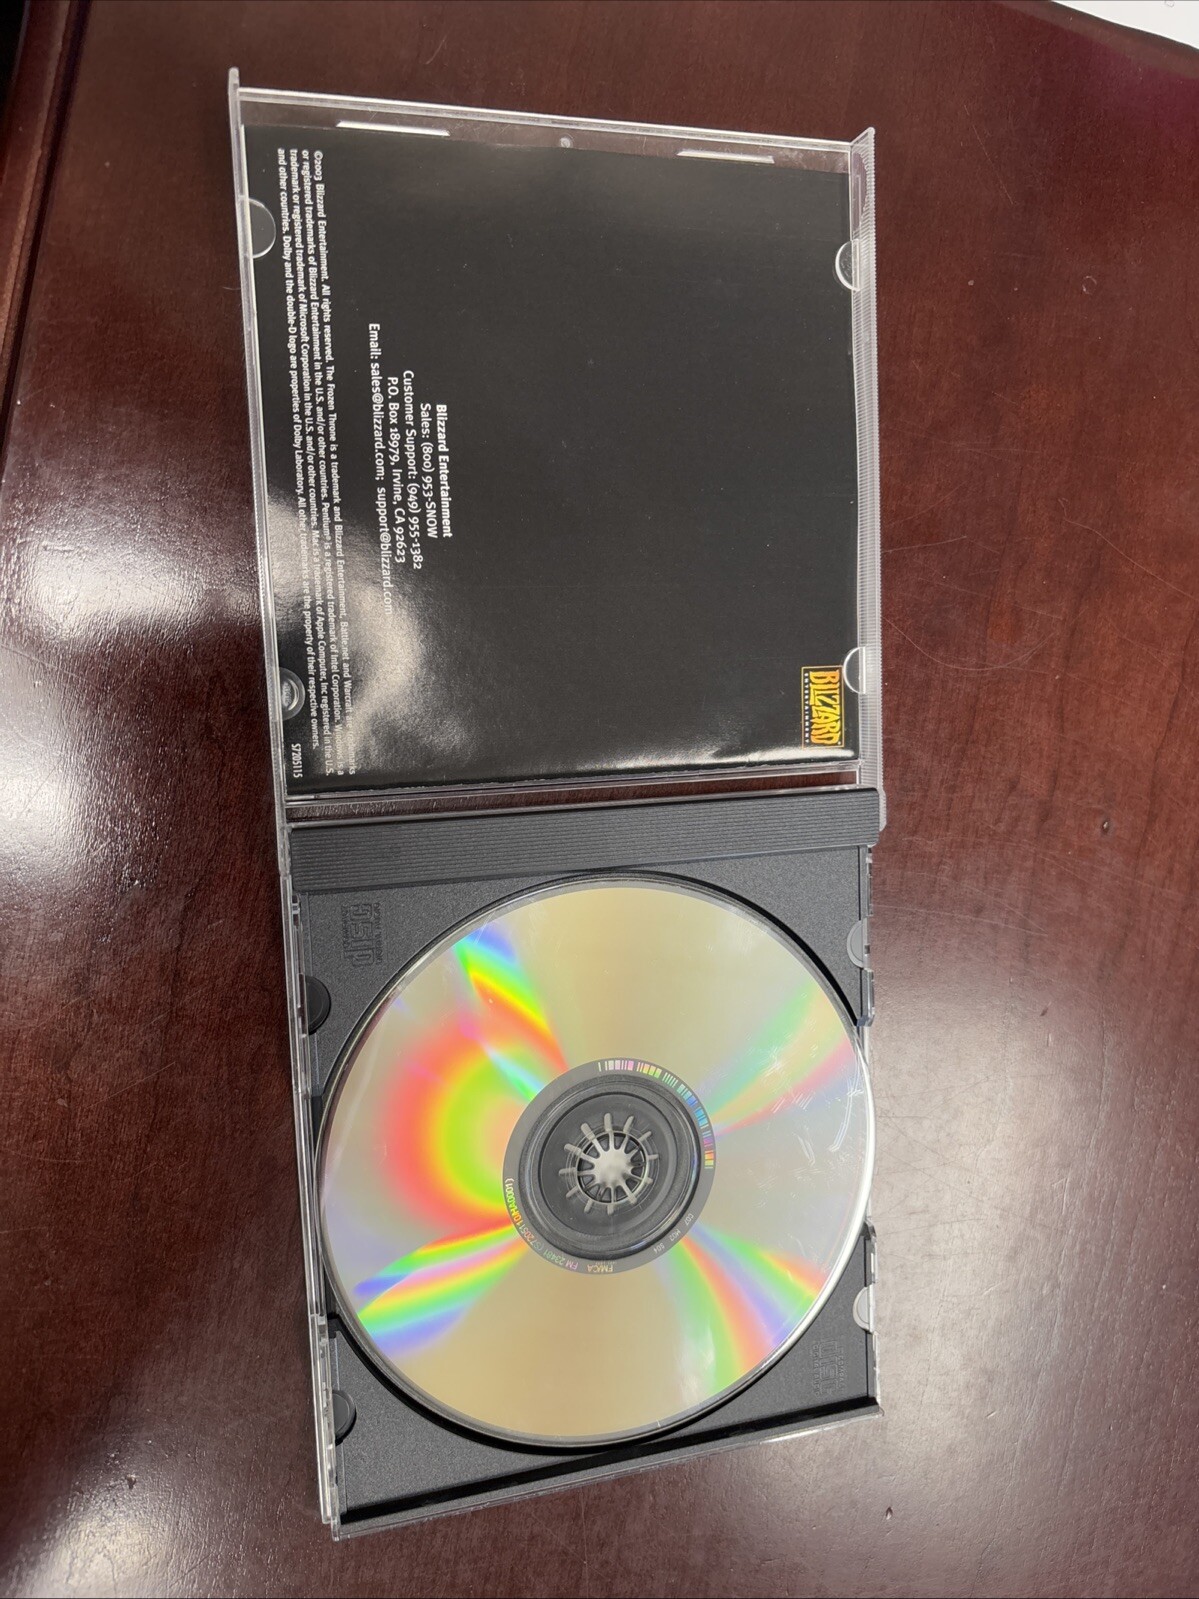 BLIZZARD
ENTERTAINMENT
Blizzard Entertainment
Sales: (800) 953-SNOW
Customer Support: (949) 955-1382
P.O. Box 18979, Irvine, CA 92623
Email: sales@blizzard.com; support@blizzard.com
©2003 Blizzard Entertainment. All rights reserved. The Frozen Throne is a trademark and Blizzard Entertainment, Battle.net and Warcraft are trademarks
or registered trademarks of Blizzard Entertainment in the U.S. and/or other countries. Pentium® is a registered trademark of Intel Corporation. Windows is a
trademark or registered trademark of Microsoft Corporation in the U.S. and/or other countries. Mac is a trademark of Apple Computer, Inc. registered in the U.S.
and other countries. Dolby and the double-D logo are properties of Dolby Laboratory. All other trademarks are the property of their respective owners.
S7205115
FMCA